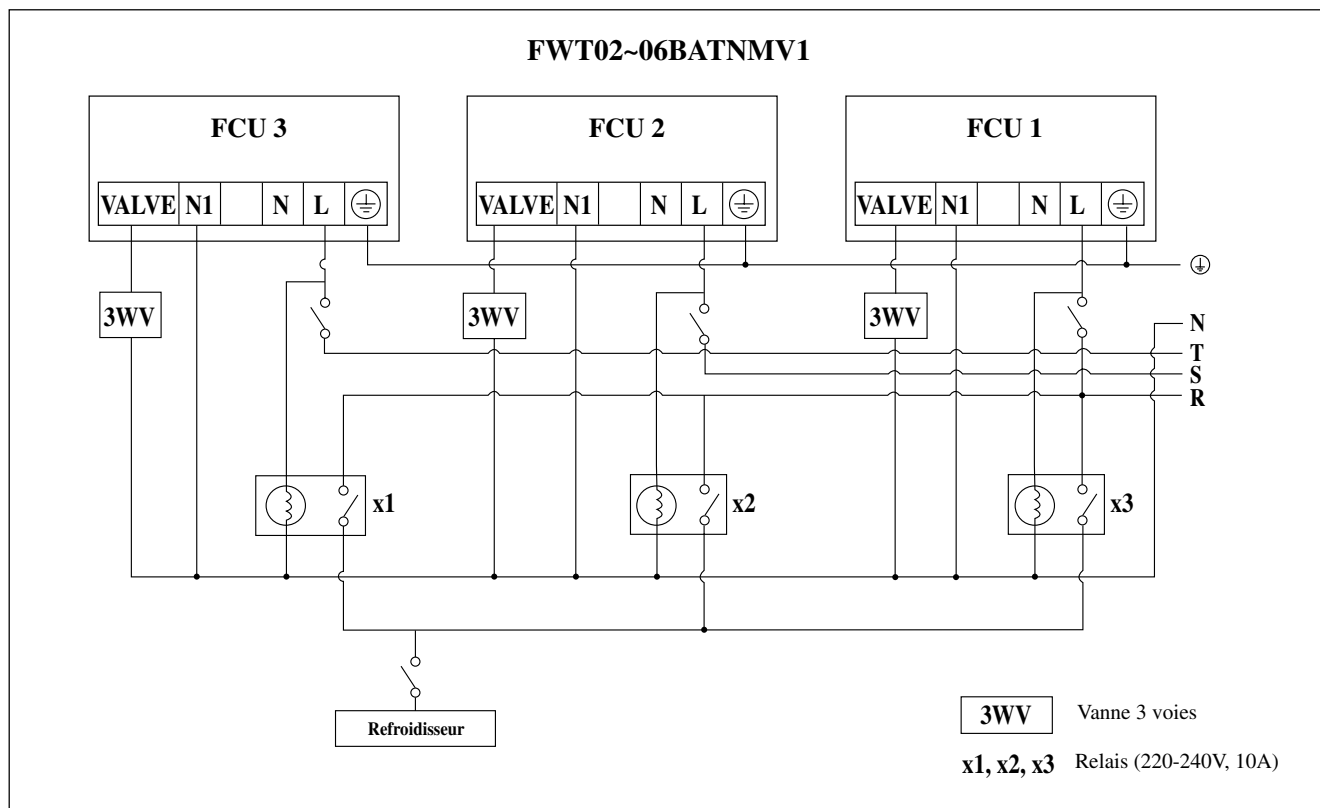 FWT02~06BATNMV1
FCU 3
FCU 2
FCU 1
VALVE N1 N L
VALVE N1 N L
VALVE N1 N L
3WV
3WV
3WV
N
T
S
R
x1
x2
x3
Refroidisseur
3WV Vanne 3 voies
x1, x2, x3 Relais (220-240V, 10A)